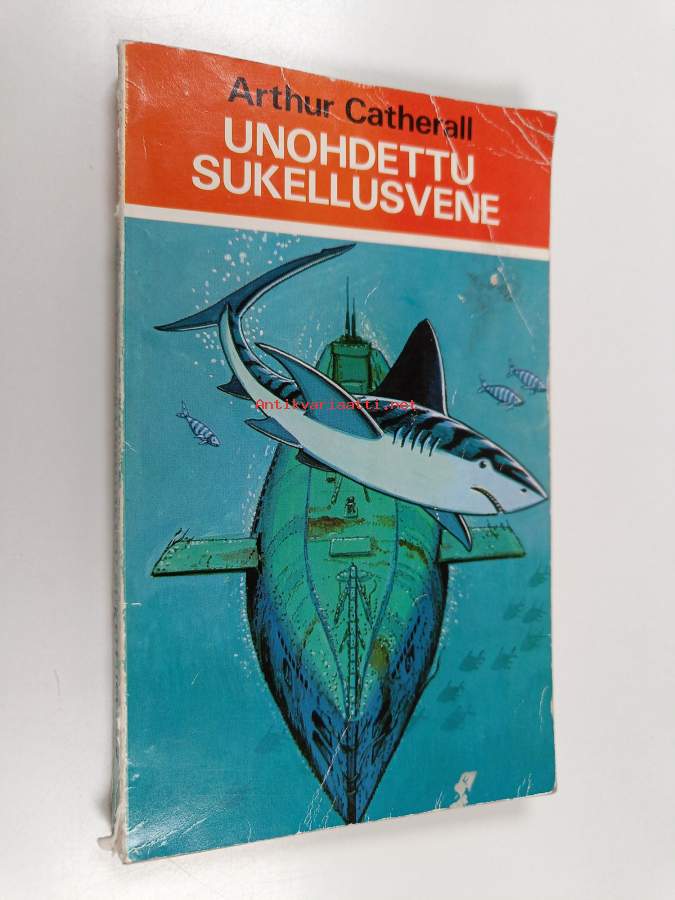 Arthur Catherall
UNOHDETTU
SUKELLUSVENE
Antikvariaatti.net